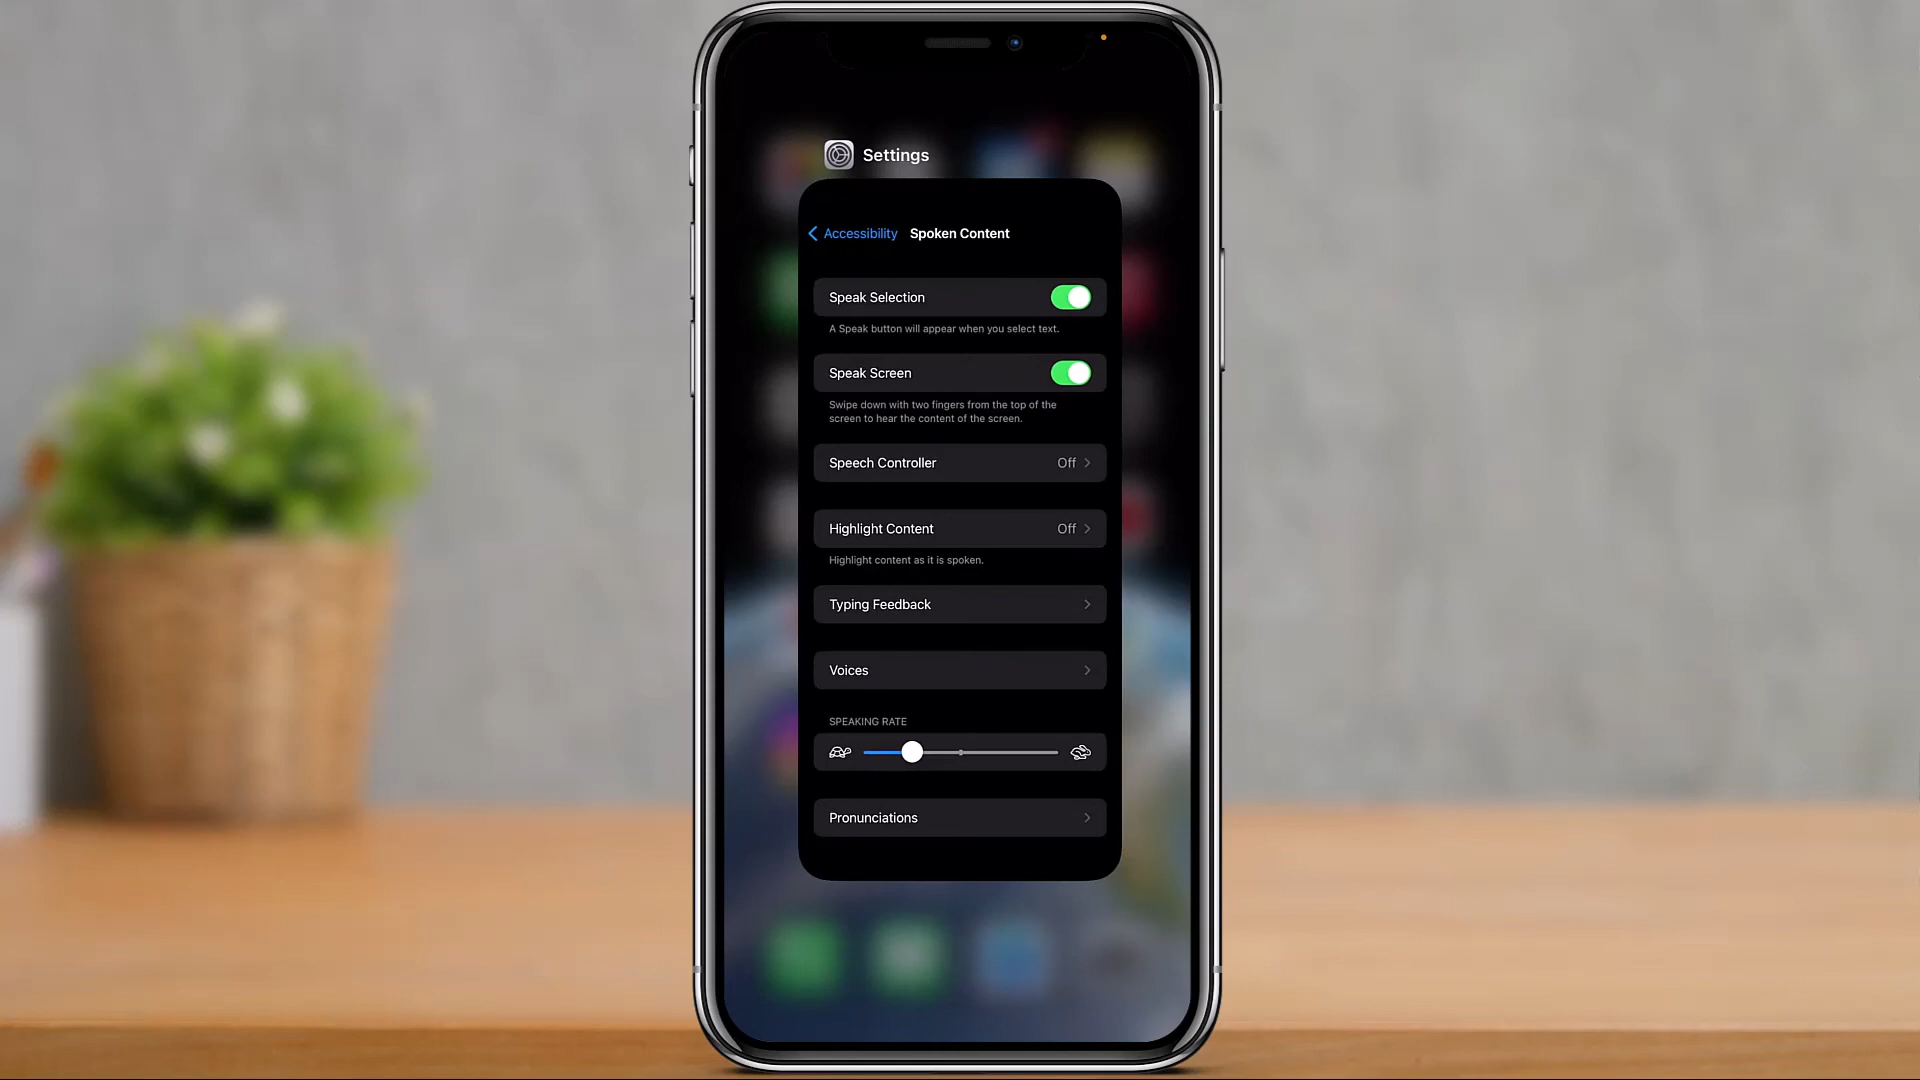 Settings
Accessibility Spoken Content
Speak Selection
A Speak button will appear when you select text.
Speak Screen
Swipe down with two fingers from the top of the
screen to hear the content of the screen.
Speech Controller Off
Highlight Content Off
Highlight content as it is spoken.
Typing Feedback
Voices
SPEAKING RATE
Pronunciations